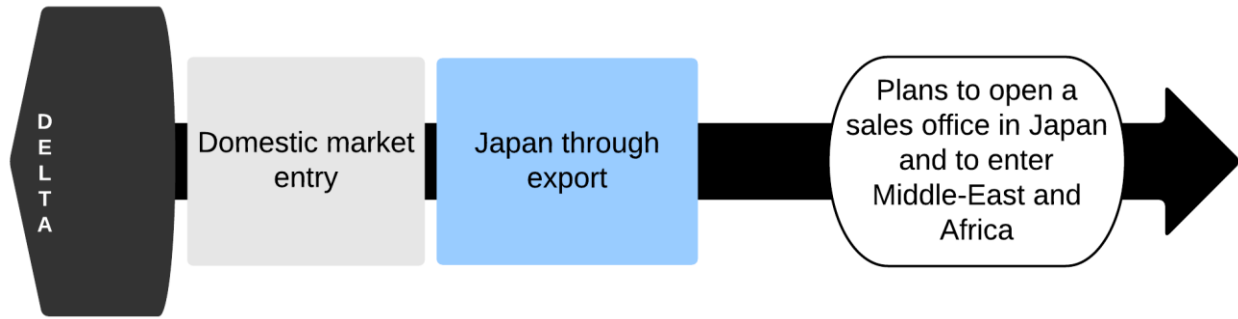 DELTA
Domestic market
entry
Japan through
export
Plans to open a
sales office in Japan
and to enter
Middle-East and
Africa